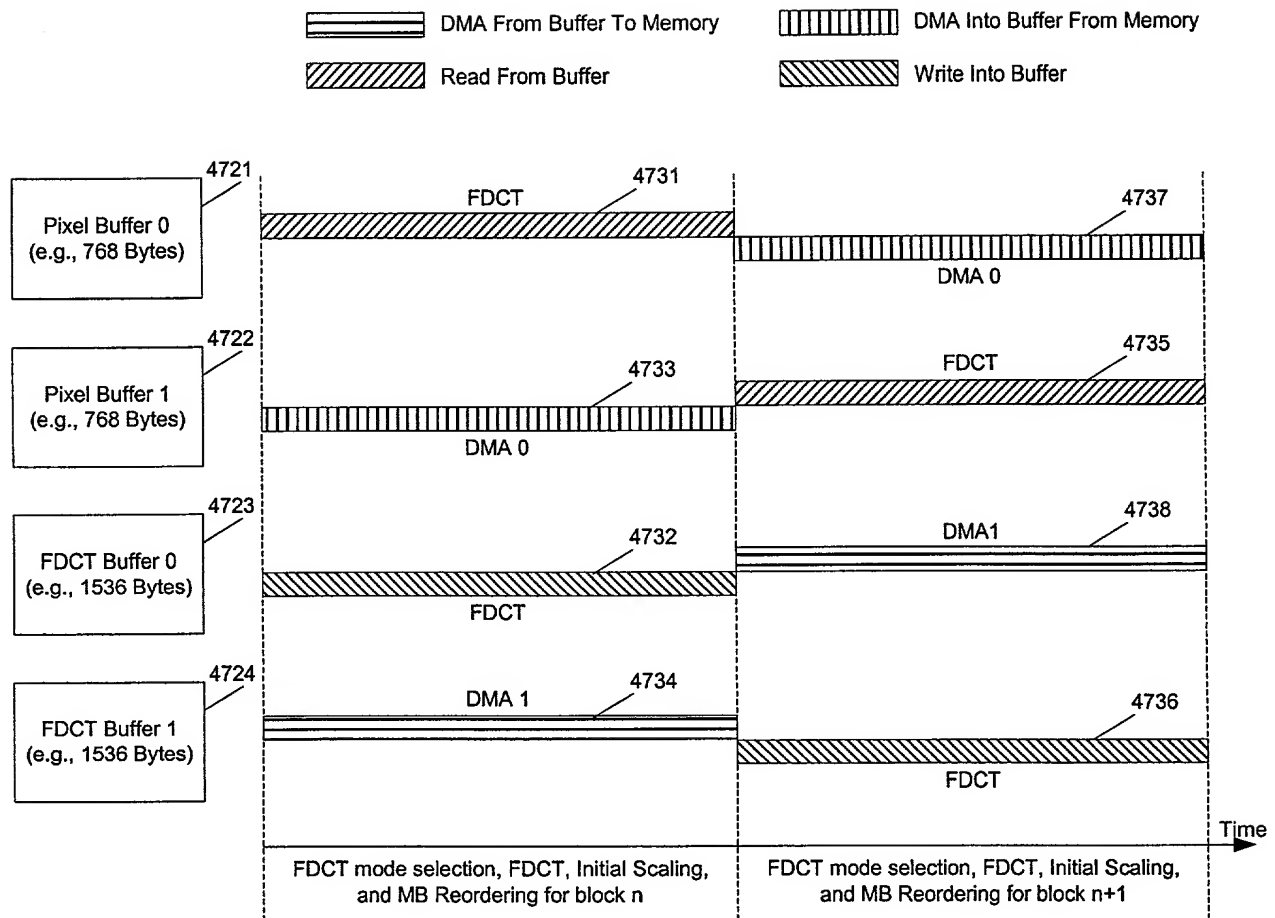 DMA From Buffer To Memory
DMA Into Buffer From Memory
Read From Buffer
Write Into Buffer
4721
Pixel Buffer 0
(e.g., 768 Bytes)
FDCT
4731
4737
DMA 0
4722
Pixel Buffer 1
(e.g., 768 Bytes)
4733
DMA 0
FDCT
4735
4723
FDCT Buffer 0
(e.g., 1536 Bytes)
4732
FDCT
DMA1
4738
4724
FDCT Buffer 1
(e.g., 1536 Bytes)
DMA 1
4734
4736
FDCT
Time
FDCT mode selection, FDCT, Initial Scaling,
and MB Reordering for block n
FDCT mode selection, FDCT, Initial Scaling,
and MB Reordering for block n+1